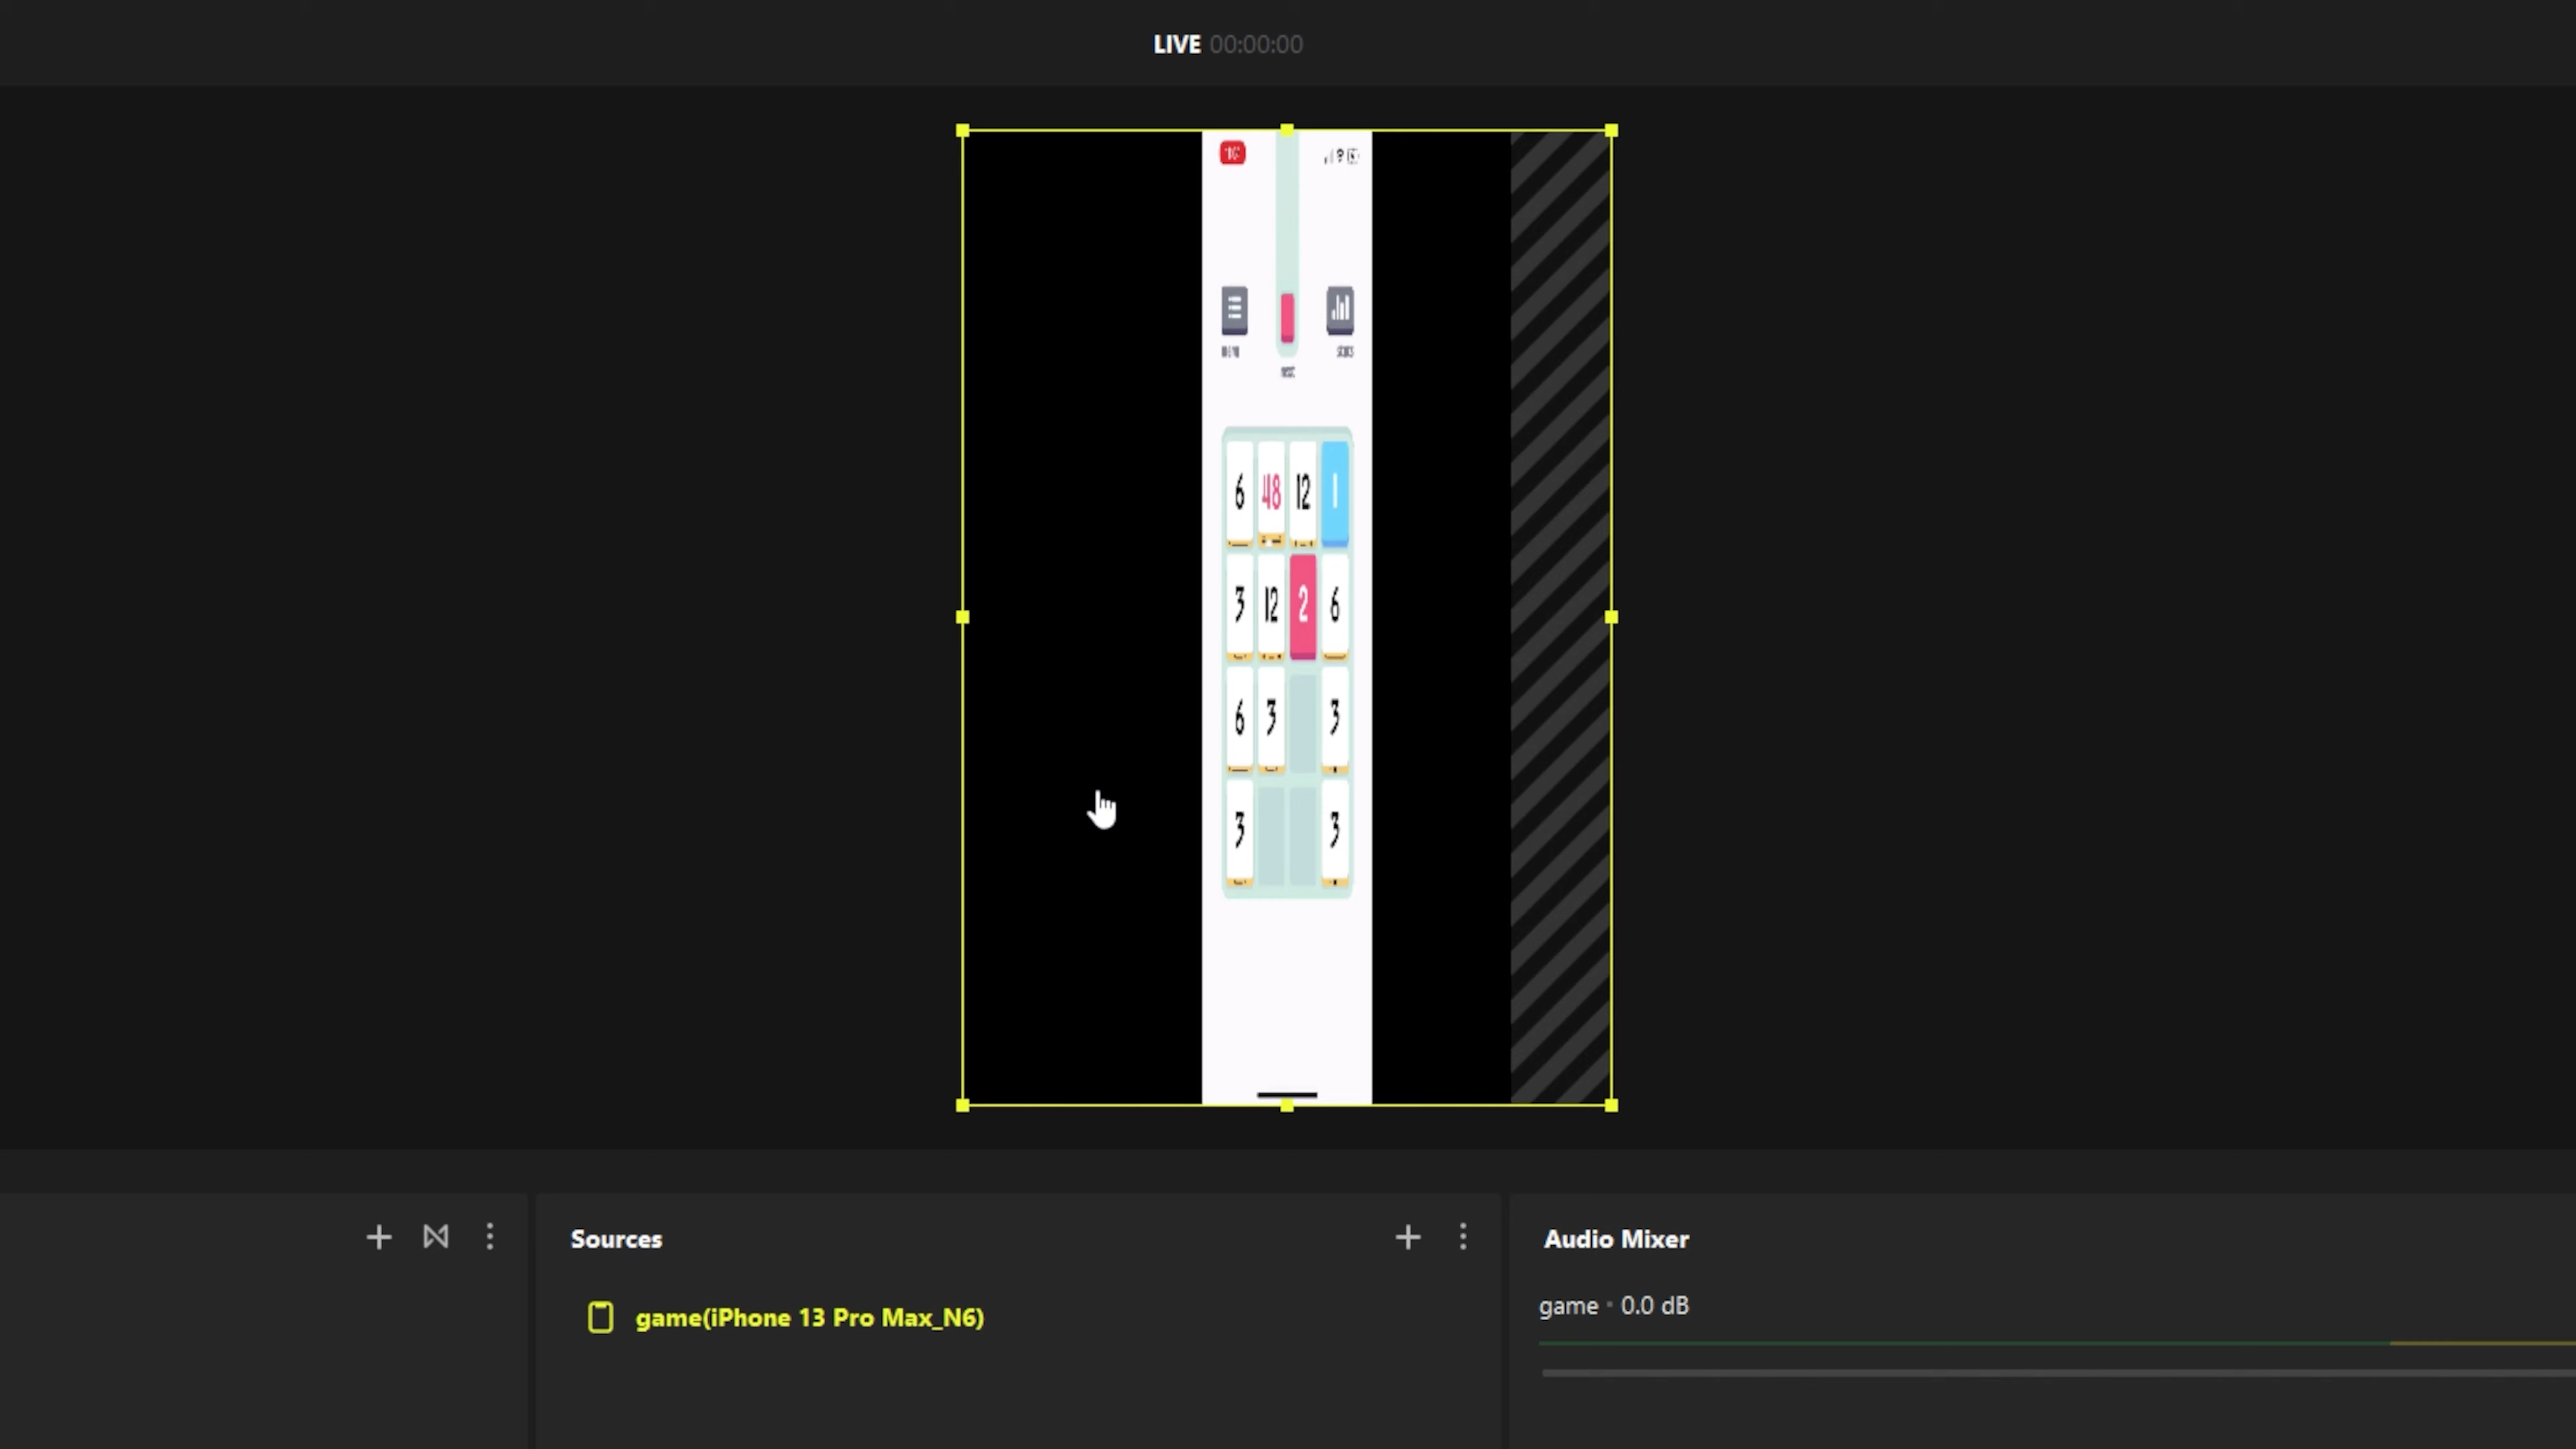 LIVE 00:00:00
6 48 12 1
3 12 2 6
6 3 3
3 3
Sources
Audio Mixer
game • 0.0 dB
game(iPhone 13 Pro Max_N6)